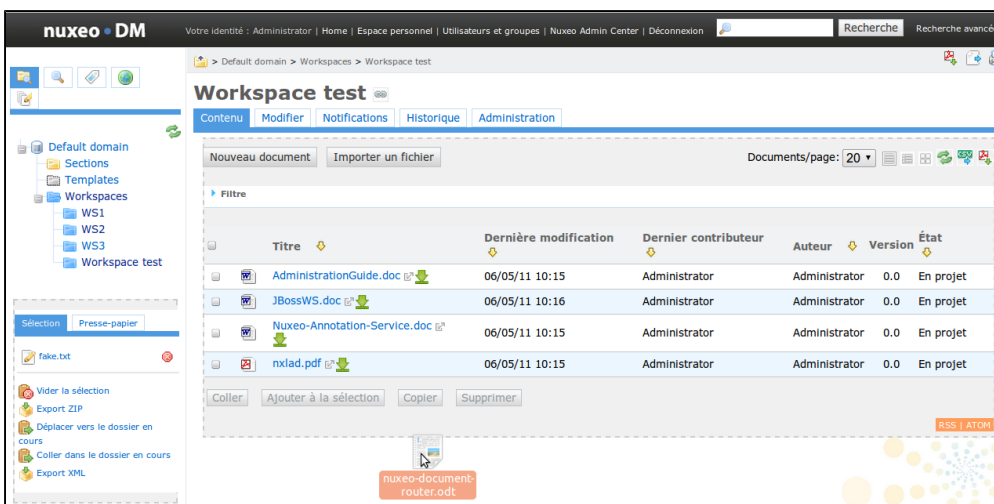 nuxeo DM
Votre identité : Administrator | Home | Espace personnel | Utilisateurs et groupes | Nuxeo Admin Center | Déconnexion
Recherche
Recherche avancée
> Default domain > Workspaces > Workspace test
Workspace test
Contenu Modifier Notifications Historique Administration
Default domain
Sections
Templates
Workspaces
WS1
WS2
WS3
Workspace test
Nouveau document Importer un fichier Documents/page: 20
Filtre
Titre Dernière modification Dernier contributeur Auteur Version État
AdministrationGuide.doc 06/05/11 10:15 Administrator Administrator 0.0 En projet
JBossWS.doc 06/05/11 10:16 Administrator Administrator 0.0 En projet
Nuxeo-Annotation-Service.doc 06/05/11 10:15 Administrator Administrator 0.0 En projet
nxlad.pdf 06/05/11 10:15 Administrator Administrator 0.0 En projet
Coller Ajouter à la sélection Copier Supprimer
RSS | ATOM
nuxeo-document-
router.odt
Sélection Presse-papier
fake.txt
Vider la sélection
Export ZIP
Déplacer vers le dossier en
cours
Coller dans le dossier en cours
Export XML